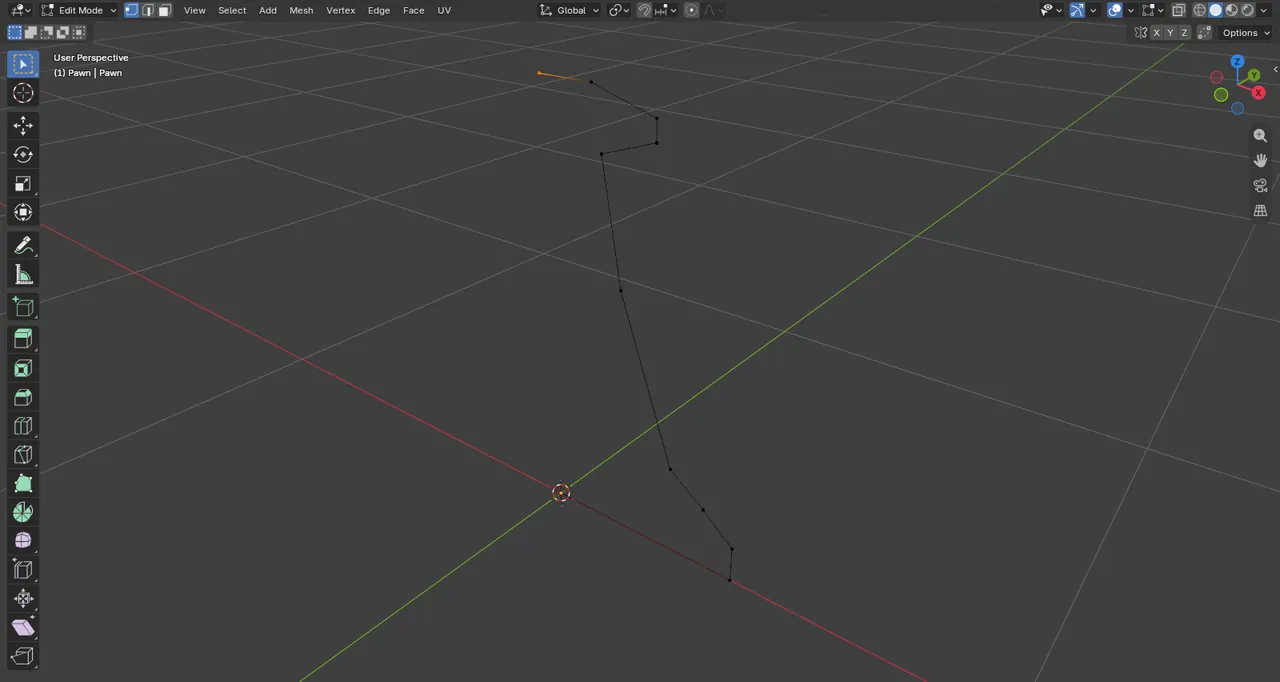 Edit Mode View Select Add Mesh Vertex Edge Face UV Global
X Y Z Options
User Perspective
(1) Pawn | Pawn
Z
Y
X